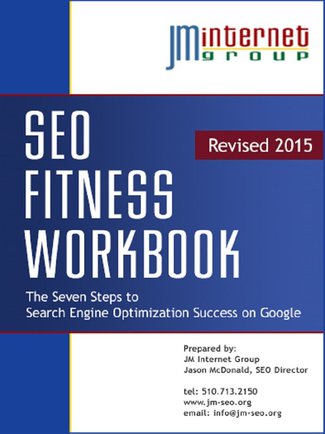 JM internet
group
SEO
FITNESS
WORKBOOK
Revised 2015
The Seven Steps to
Search Engine Optimization Success on Google
Prepared by:
JM Internet Group
Jason McDonald, SEO Director
tel: 510.713.2150
www.jm-seo.org
email: info@jm-seo.org